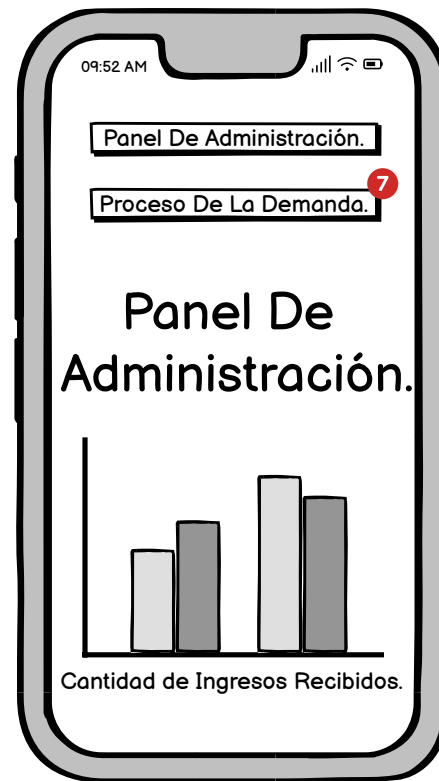 09:52 AM
Panel De Administración.
7
Proceso De La Demanda.
Panel De
Administración.
Cantidad de Ingresos Recibidos.